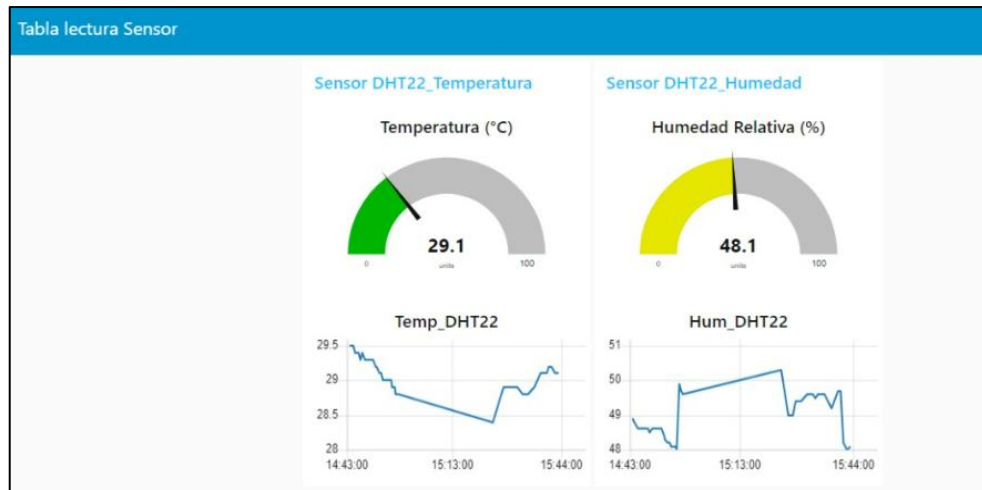 Tabla lectura Sensor
Sensor DHT22_Temperatura
Temperatura (°C)
29.1
units
0
100
Temp_DHT22
29.5
29
28.5
28
14:43:00
15:13:00
15:44:00
Sensor DHT22_Humedad
Humedad Relativa (%)
48.1
units
0
100
Hum_DHT22
51
50
49
48
14:43:00
15:13:00
15:44:00